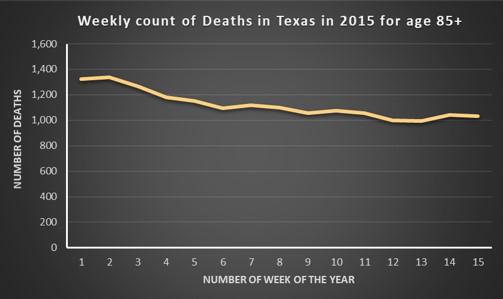 Weekly count of Deaths in Texas in 2015 for age 85+
NUMBER OF DEATHS
1,600
1,400
1,200
1,000
800
600
400
200
0
1 2 3 4 5 6 7 8 9 10 11 12 13 14 15
NUMBER OF WEEK OF THE YEAR